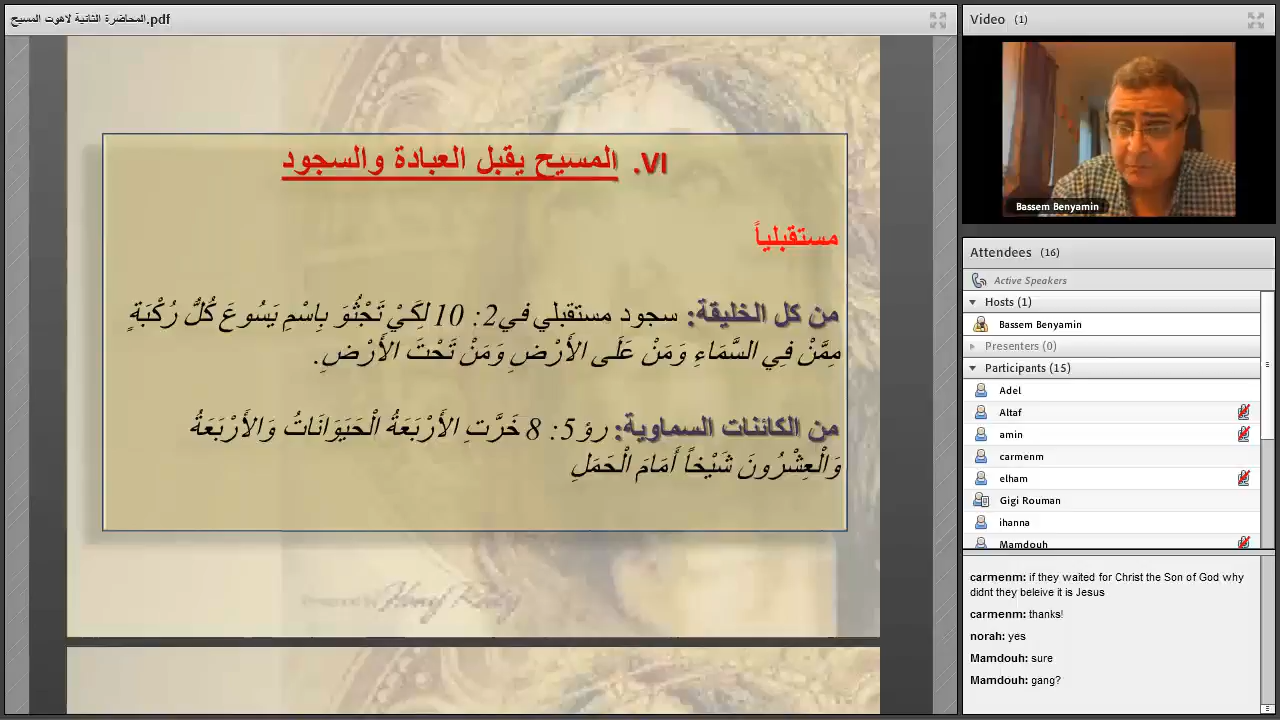 المحاضرة الثانية لاهوت المسيح.pdf
VI. المسيح يقبل العبادة والسجود
مستقبلياً
من كل الخليقة: سجود مستقبلي في2: 10 لِكَيْ تَجْثُوَ بِاسْمِ يَسُوعَ كُلُّ رُكْبَةٍ
مِمَّنْ فِي السَّمَاءِ وَمَنْ عَلَى الأَرْضِ وَمَنْ تَحْتَ الأَرْضِ.
من الكائنات السماوية: رؤ5: 8 خَرَّتِ الأَرْبَعَةُ الْحَيَوَانَاتُ وَالأَرْبَعَةُ
وَالْعِشْرُونَ شَيْخاً أَمَامَ الْحَمَلِ
Video (1)
Bassem Benyamin
Attendees (16)
Active Speakers
Hosts (1)
Bassem Benyamin
Presenters (0)
Participants (15)
Adel
Altaf
amin
carmenm
elham
Gigi Rouman
ihanna
Mamdouh
carmenm: if they waited for Christ the Son of God why
didnt they beleive it is Jesus
carmenm: thanks!
norah: yes
Mamdouh: sure
Mamdouh: gang?